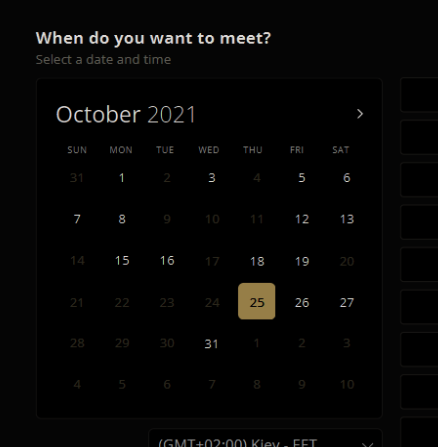 When do you want to meet?
Select a date and time
October 2021
SUN MON TUE WED THU FRI SAT
31 1 2 3 4 5 6
7 8 9 10 11 12 13
14 15 16 17 18 19 20
21 22 23 24 25 26 27
28 29 30 31 1 2 3
4 5 6 7 8 9 10
(GMT+02:00) Kiev - EET